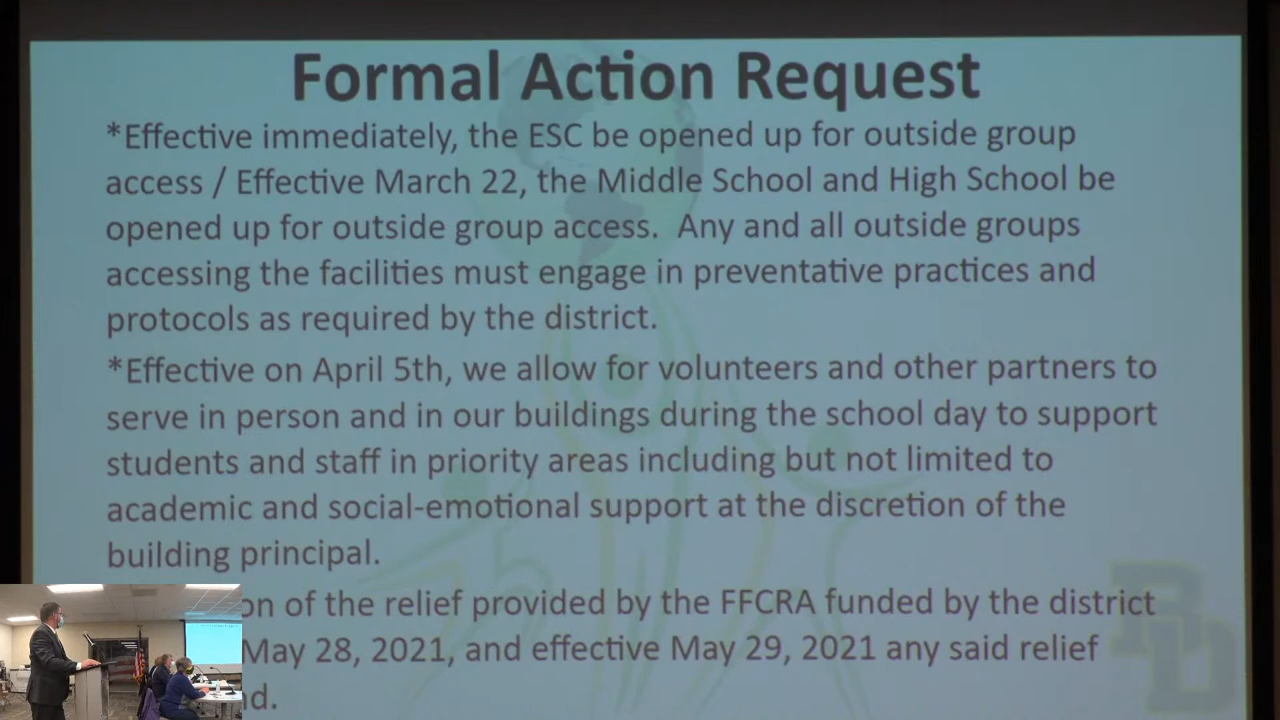 Formal Action Request
*Effective immediately, the ESC be opened up for outside group
access / Effective March 22, the Middle School and High School be
opened up for outside group access.  Any and all outside groups
accessing the facilities must engage in preventative practices and
protocols as required by the district.
*Effective on April 5th, we allow for volunteers and other partners to
serve in person and in our buildings during the school day to support
students and staff in priority areas including but not limited to
academic and social-emotional support at the discretion of the
building principal.
of the relief provided by the FFCRA funded by the district
May 28, 2021, and effective May 29, 2021 any said relief